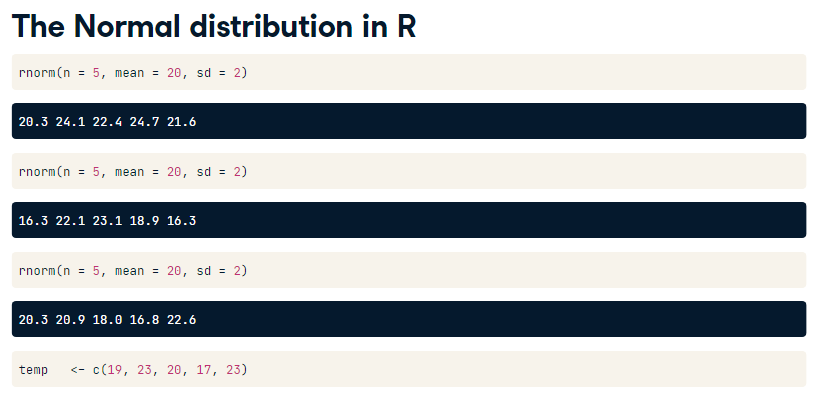 The Normal distribution in R
rnorm(n = 5, mean = 20, sd = 2)
20.3 24.1 22.4 24.7 21.6
rnorm(n = 5, mean = 20, sd = 2)
16.3 22.1 23.1 18.9 16.3
rnorm(n = 5, mean = 20, sd = 2)
20.3 20.9 18.0 16.8 22.6
temp   <- c(19, 23, 20, 17, 23)